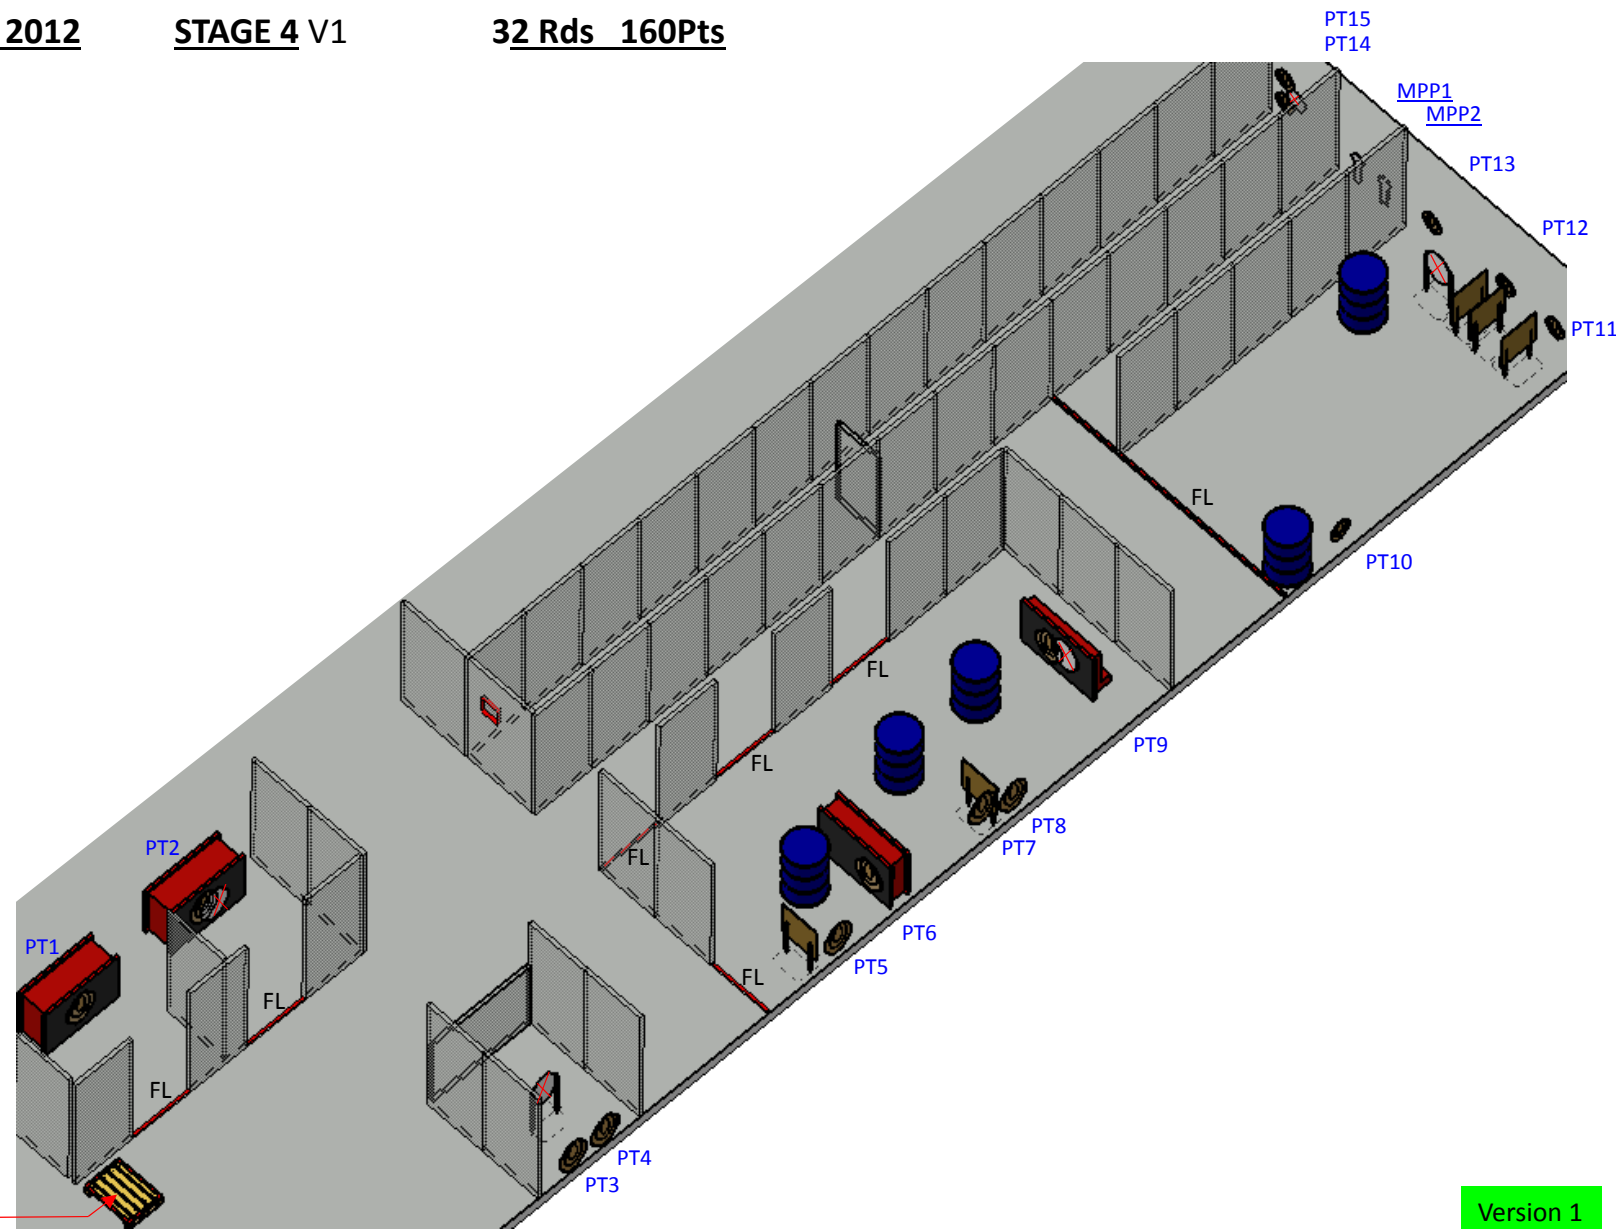 2012 STAGE 4 V1 32 Rds 160Pts
PT15
PT14
MPP1
MPP2
PT13
PT12
PT11
PT10
FL
FL
PT9
FL
PT8
PT7
FL
PT6
PT5
FL
PT2
PT1
FL
FL
PT4
PT3
Version 1